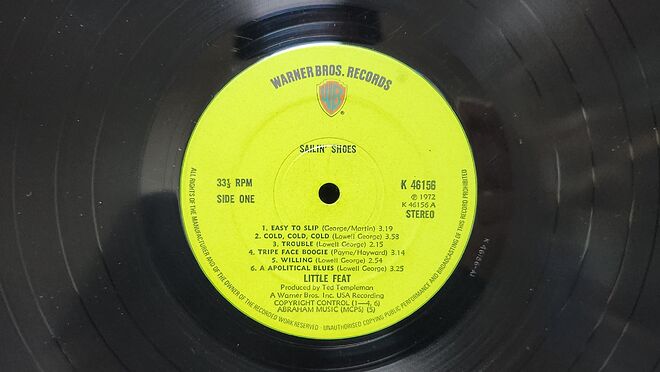 WARNER BROS. RECORDS
WB
®
SAILIN' SHOES
33⅓ RPM
SIDE ONE
K 46156
℗ 1972
K 46156 A
STEREO
1. EASY TO SLIP (George/Martin) 3.19
2. COLD, COLD, COLD (Lowell George) 3.53
3. TROUBLE (Lowell George) 2.15
4. TRIPE FACE BOOGIE (Payne/Hayward) 3.14
5. WILLING (Lowell George) 2.54
6. A APOLITICAL BLUES (Lowell George) 3.25
LITTLE FEAT
Produced by Ted Templeman
A Warner Bros. Inc. USA Recording
COPYRIGHT CONTROL (1—4, 6)
ABRAHAM MUSIC (MCPS) (5)
ALL RIGHTS OF THE MANUFACTURER AND OF THE OWNER OF THE RECORDED WORK RESERVED · UNAUTHORISED COPYING PUBLIC PERFORMANCE AND BROADCASTING OF THIS RECORD PROHIBITED